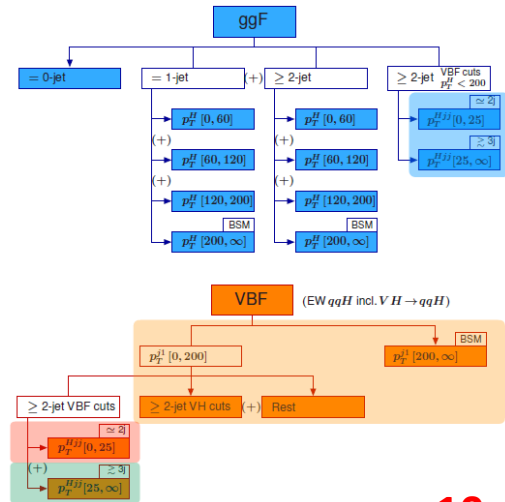 ggF
= 0-jet
= 1-jet
(+)
≥ 2-jet
≥ 2-jet VBF cuts
p_T^H < 200
p_T^H [0, 60]
(+)
p_T^H [60, 120]
(+)
p_T^H [120, 200]
BSM
p_T^H [200, ∞]
p_T^H [0, 60]
(+)
p_T^H [60, 120]
(+)
p_T^H [120, 200]
BSM
p_T^H [200, ∞]
≃ 2j
p_T^{Hjj} [0, 25]
≳ 3j
p_T^{Hjj} [25, ∞]
VBF
(EW qqH incl. VH → qqH)
p_T^{j1} [0, 200]
BSM
p_T^{j1} [200, ∞]
≥ 2-jet VBF cuts
≥ 2-jet VH cuts
(+)
Rest
≃ 2j
p_T^{Hjj} [0, 25]
(+)
≳ 3j
p_T^{Hjj} [25, ∞]